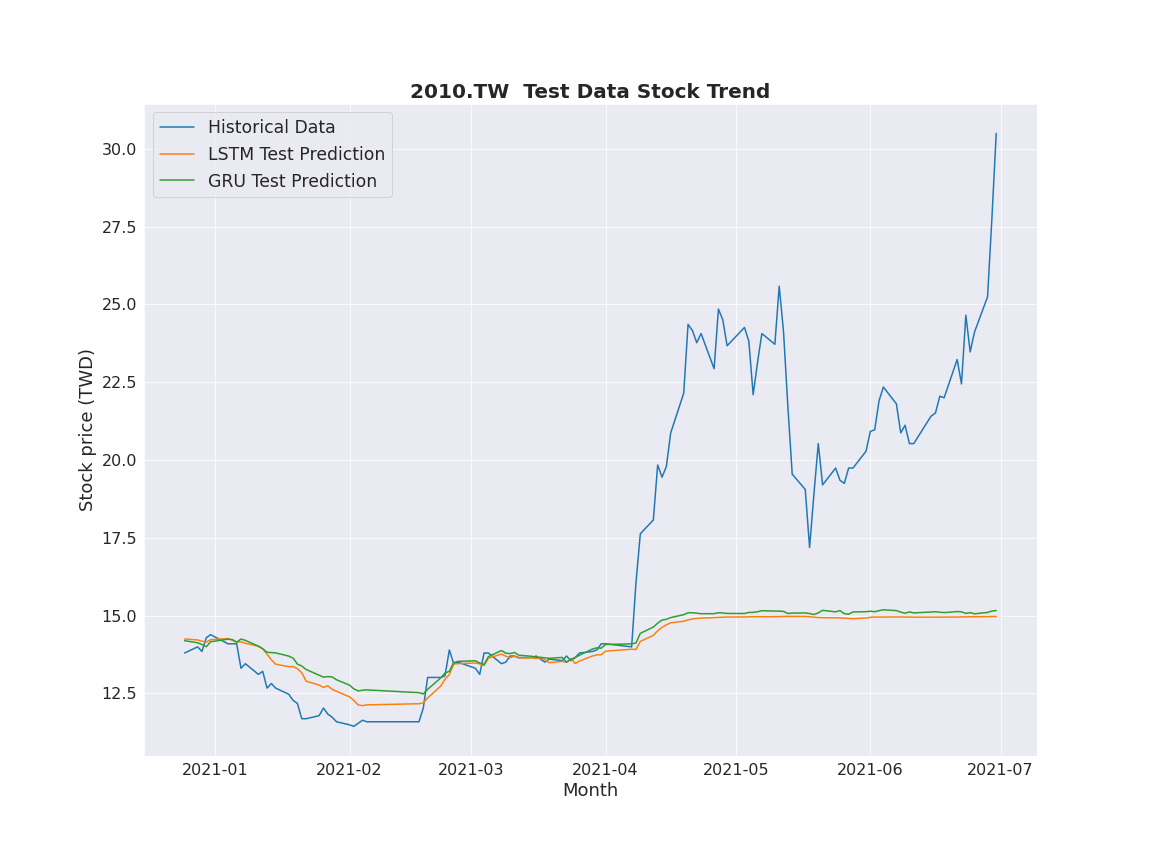 2010.TW  Test Data Stock Trend
Historical Data
LSTM Test Prediction
GRU Test Prediction
30.0
27.5
25.0
22.5
20.0
17.5
15.0
12.5
Stock price (TWD)
2021-01 2021-02 2021-03 2021-04 2021-05 2021-06 2021-07
Month